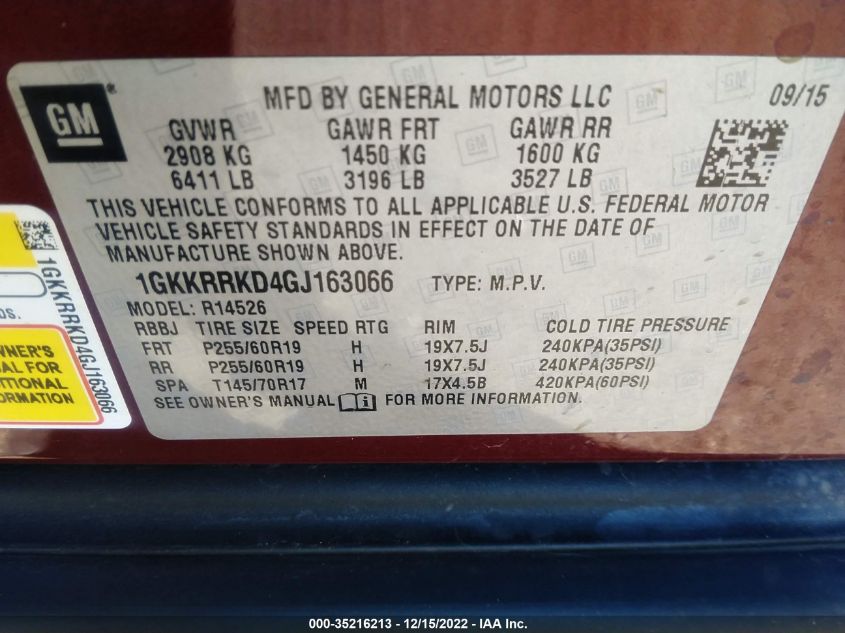 GM®
MFD BY GENERAL MOTORS LLC 09/15
GVWR GAWR FRT GAWR RR
2908 KG 1450 KG 1600 KG
6411 LB 3196 LB 3527 LB
THIS VEHICLE CONFORMS TO ALL APPLICABLE U.S. FEDERAL MOTOR
VEHICLE SAFETY STANDARDS IN EFFECT ON THE DATE OF
MANUFACTURE SHOWN ABOVE.
1GKKRRKD4GJ163066 TYPE: M.P.V.
MODEL: R14526
RBBJ TIRE SIZE SPEED RTG RIM COLD TIRE PRESSURE
FRT P255/60R19 H 19X7.5J 240KPA(35PSI)
RR P255/60R19 H 19X7.5J 240KPA(35PSI)
SPA T145/70R17 M 17X4.5B 420KPA(60PSI)
SEE OWNER'S MANUAL FOR MORE INFORMATION.
1GKKRRKD4GJ163066
000-35216213 - 12/15/2022 - IAA Inc.